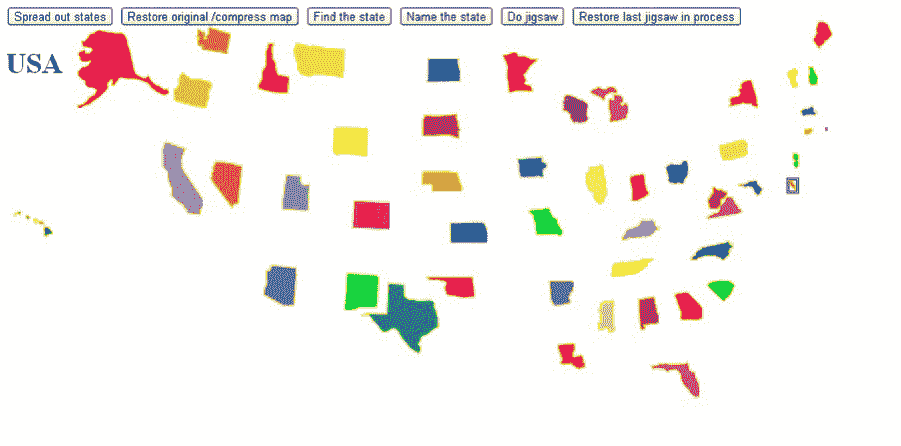 Spread out states Restore original /compress map Find the state Name the state Do jigsaw Restore last jigsaw in process
USA